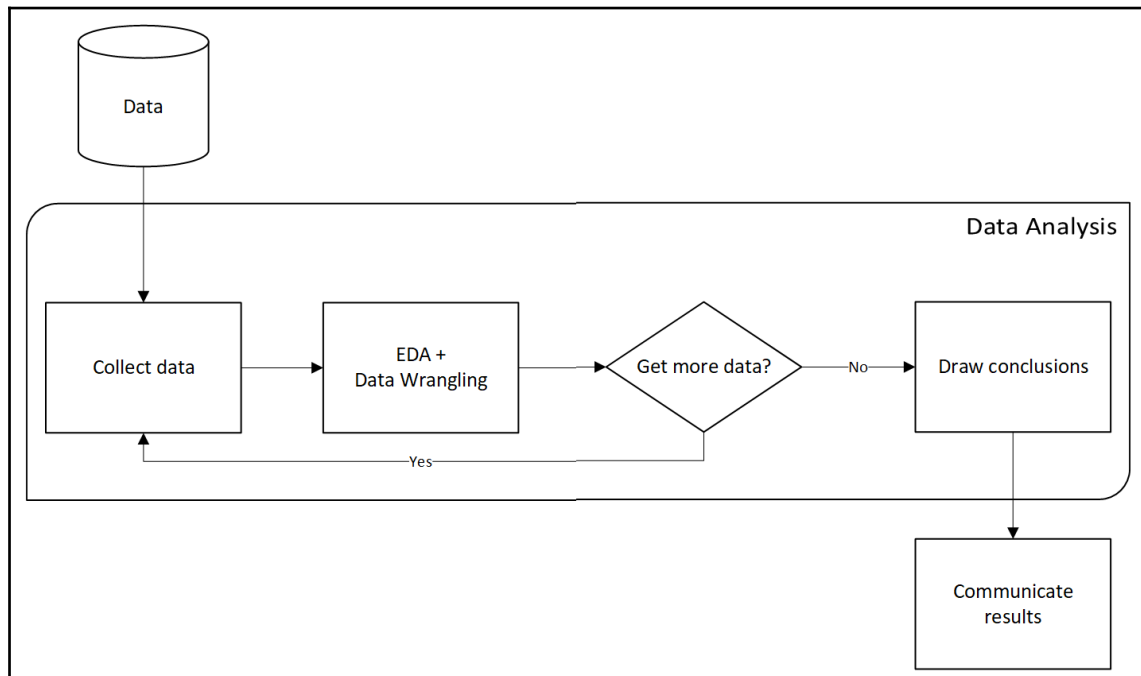 Data
Data Analysis
Collect data
EDA +
Data Wrangling
Get more data?
No
Draw conclusions
Yes
Communicate
results